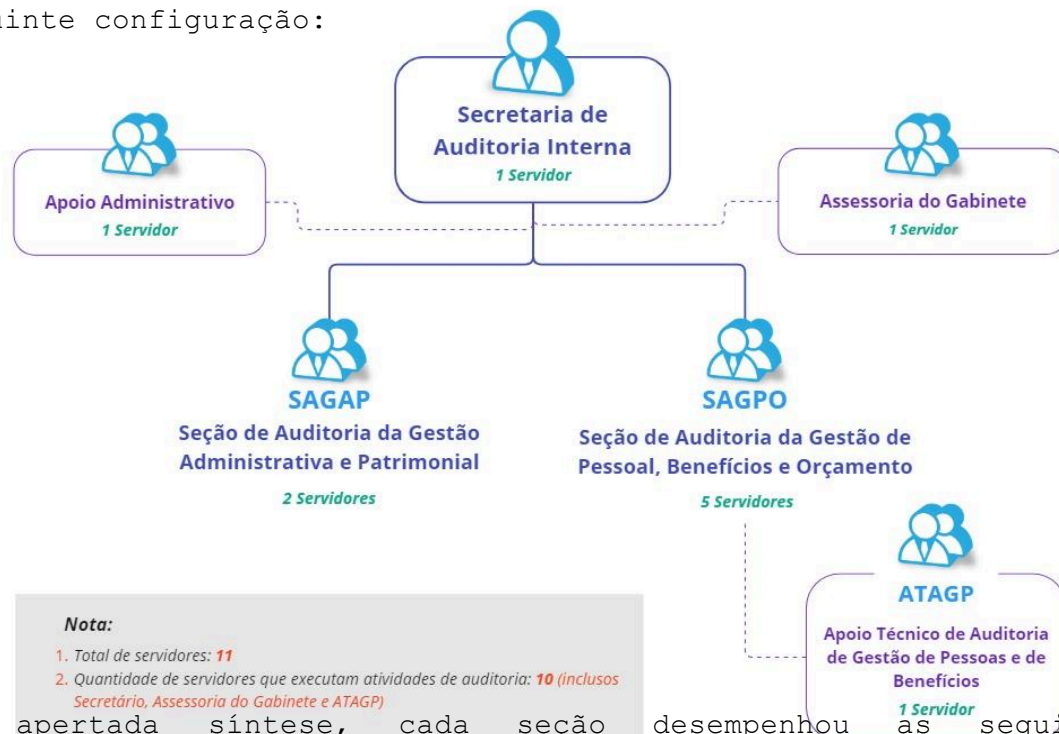 uinte configuração:
Secretaria de
Auditoria Interna
1 Servidor
Apoio Administrativo
1 Servidor
Assessoria do Gabinete
1 Servidor
SAGAP
Seção de Auditoria da Gestão
Administrativa e Patrimonial
2 Servidores
SAGPO
Seção de Auditoria da Gestão de
Pessoal, Benefícios e Orçamento
5 Servidores
ATAGP
Apoio Técnico de Auditoria
de Gestão de Pessoas e de
Benefícios
1 Servidor
Nota:
1. Total de servidores: 11
2. Quantidade de servidores que executam atividades de auditoria: 10 (inclusos
Secretário, Assessoria do Gabinete e ATAGP)
apertada síntese, cada seção desempenhou as segui